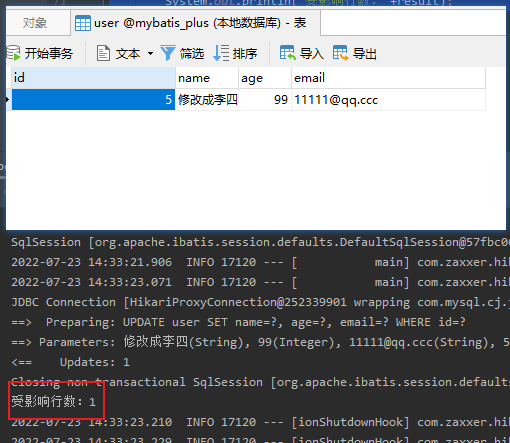 System.out.println("受影响行数： "+result);
对象 user @mybatis_plus (本地数据库) - 表
开始事务 文本 筛选 排序 导入 导出
id name age email
5 修改成李四 99 11111@qq.ccc
SqlSession [org.apache.ibatis.session.defaults.DefaultSqlSession@57fbc06
2022-07-23 14:33:21.906  INFO 17120 --- [           main] com.zaxxer.hik
2022-07-23 14:33:23.071  INFO 17120 --- [           main] com.zaxxer.hik
JDBC Connection [HikariProxyConnection@252339901 wrapping com.mysql.cj.j
==>  Preparing: UPDATE user SET name=?, age=?, email=? WHERE id=?
==> Parameters: 修改成李四(String), 99(Integer), 11111@qq.ccc(String), 5
<==    Updates: 1
Closing non transactional SqlSession [org.apache.ibatis.session.defaults
受影响行数：1
2022-07-23 14:33:23.210  INFO 17120 --- [ionShutdownHook] com.zaxxer.hik
2022-07-23 14:33:23.229  INFO 17120 --- [ionShutdownHook] com.zaxxer.hik